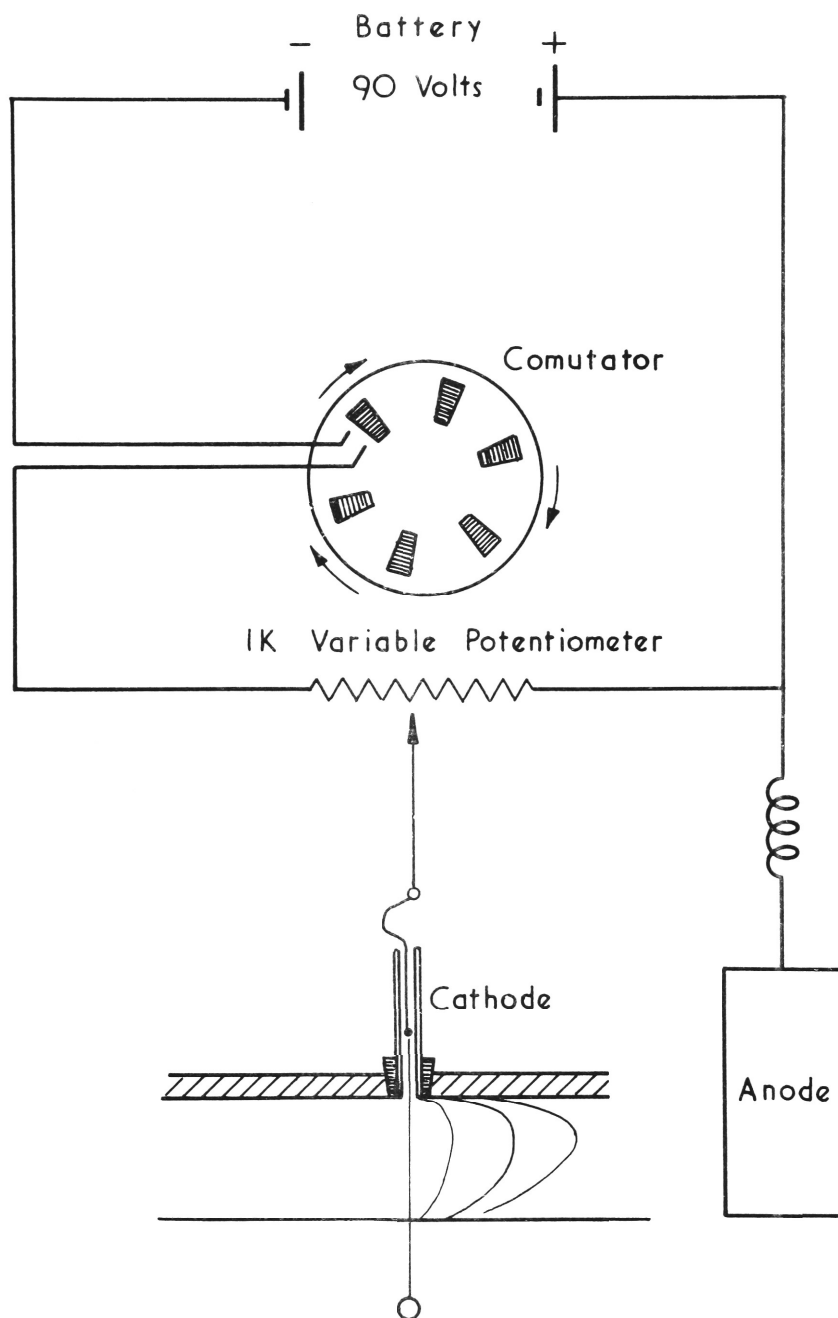 Battery
− +
90 Volts
Comutator
1K Variable Potentiometer
Cathode
Anode